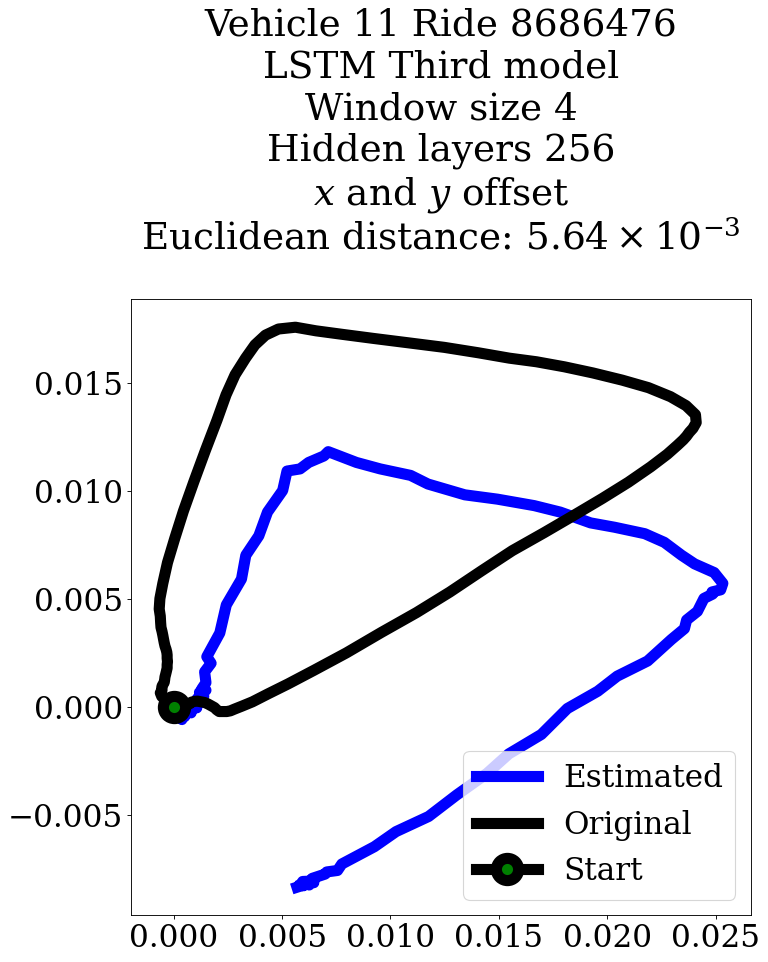 Vehicle 11 Ride 8686476
LSTM Third model
Window size 4
Hidden layers 256
x and y offset
Euclidean distance: 5.64 × 10⁻³
0.015
0.010
0.005
0.000
−0.005
Estimated
Original
Start
0.000 0.005 0.010 0.015 0.020 0.025